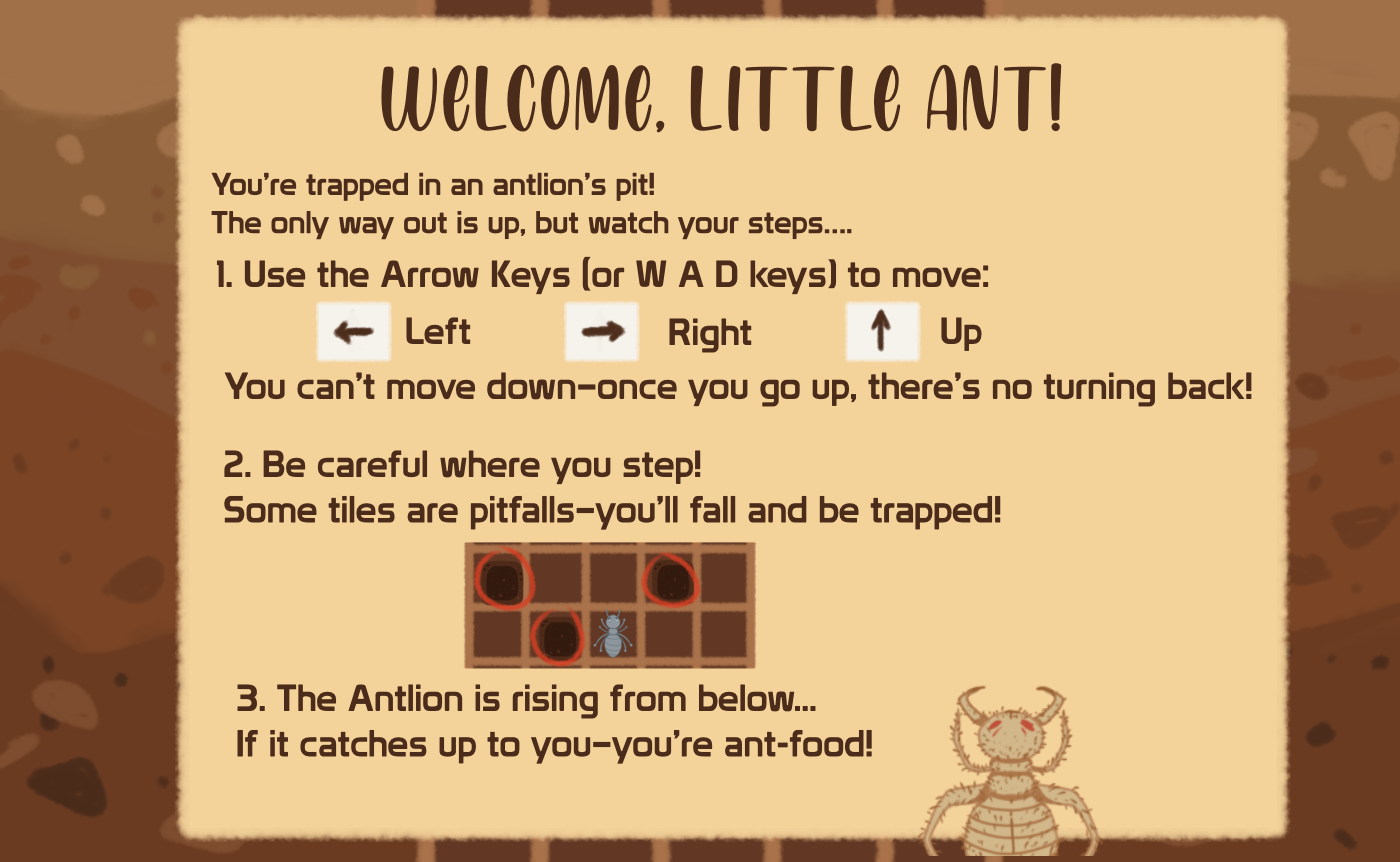 WELCOME, LITTLE ANT!
You're trapped in an antlion's pit!
The only way out is up, but watch your steps....
1. Use the Arrow Keys (or W A D keys) to move:
← Left → Right ↑ Up
You can't move down-once you go up, there's no turning back!
2. Be careful where you step!
Some tiles are pitfalls-you'll fall and be trapped!
3. The Antlion is rising from below...
If it catches up to you-you're ant-food!